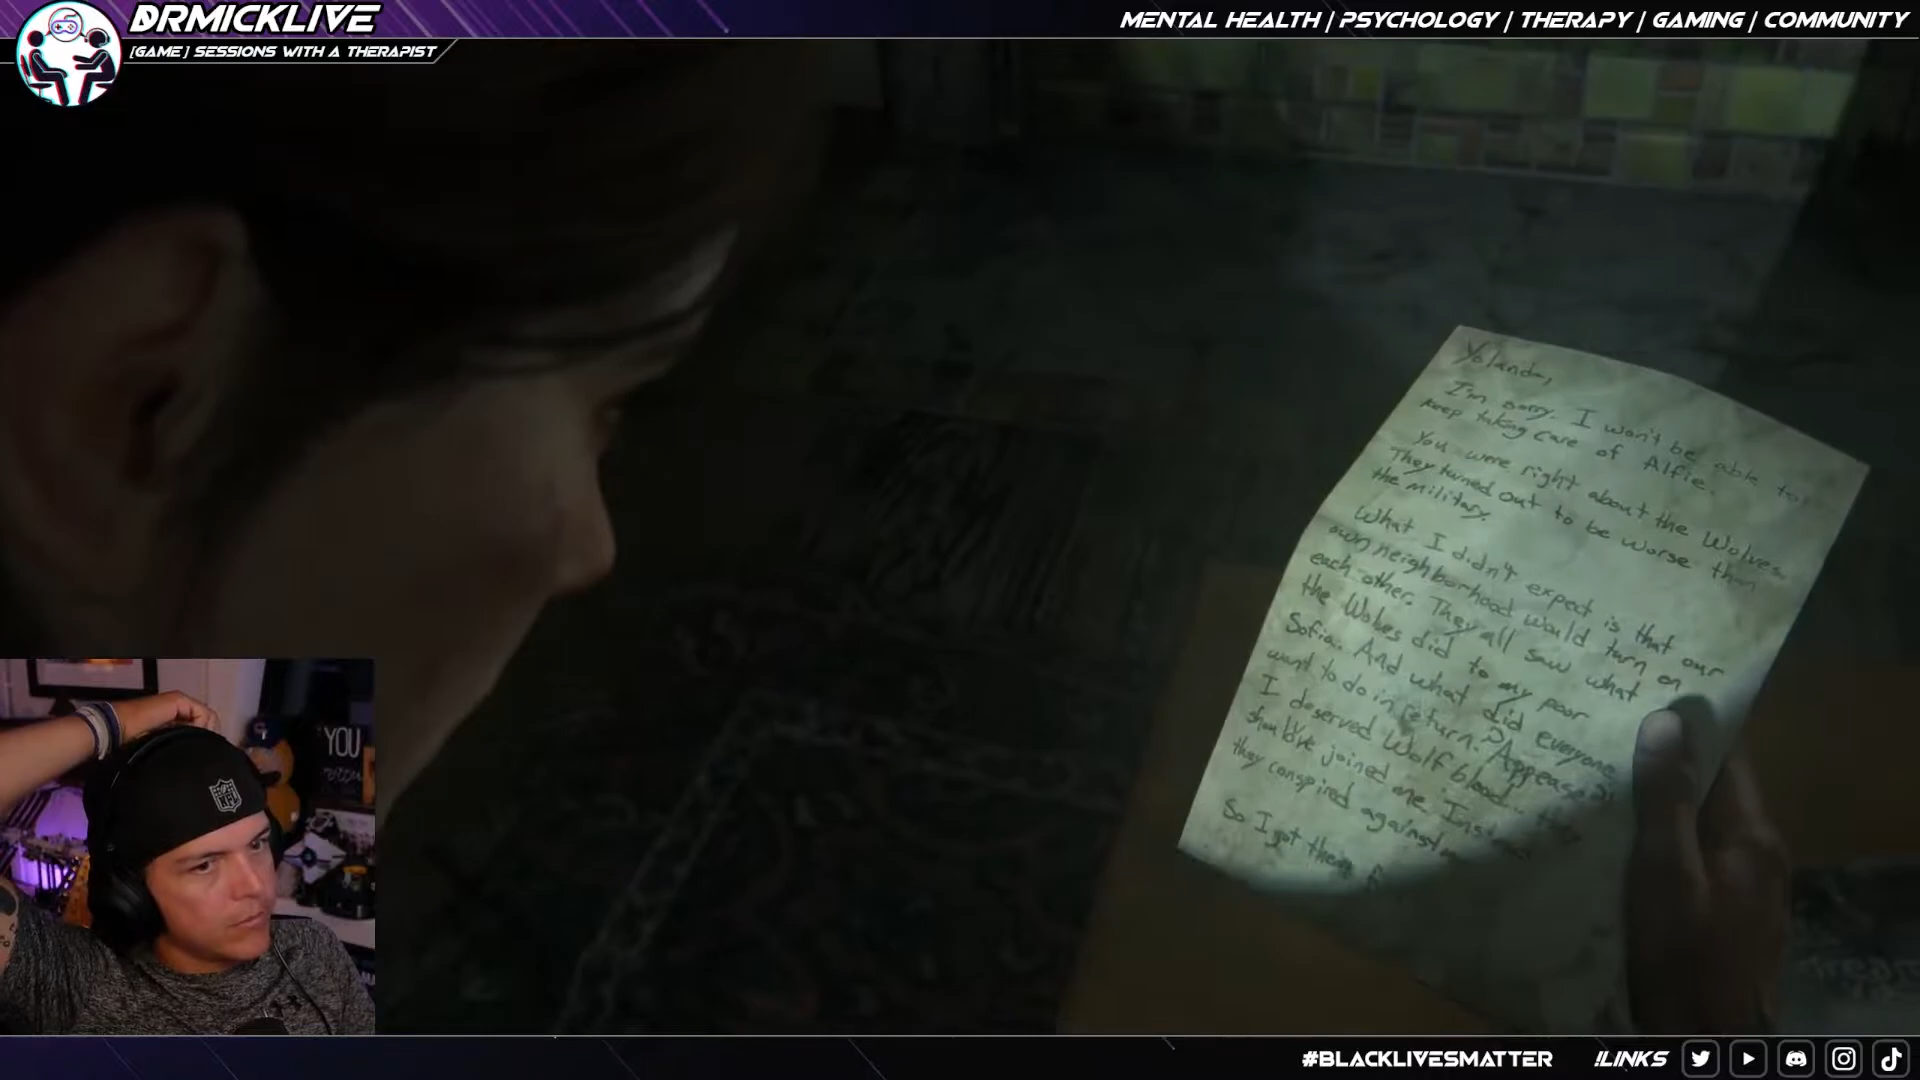 DRMICKLIVE
[GAME] SESSIONS WITH A THERAPIST
MENTAL HEALTH | PSYCHOLOGY | THERAPY | GAMING | COMMUNITY
Yolanda,
I'm sorry. I won't be able to
keep taking care of Alfie.
You were right about the Wolves.
They turned out to be worse than
the military.
What I didn't expect is that our
own neighborhood would turn on
each other. They all saw what
the Wolves did to my poor
Sofia. And what did everyone
want to do in return? Appease
I deserved Wolf blood... they
should've joined me. Instead
they conspired against
So I got them
YOU
NFL
#BLACKLIVESMATTER
!LINKS